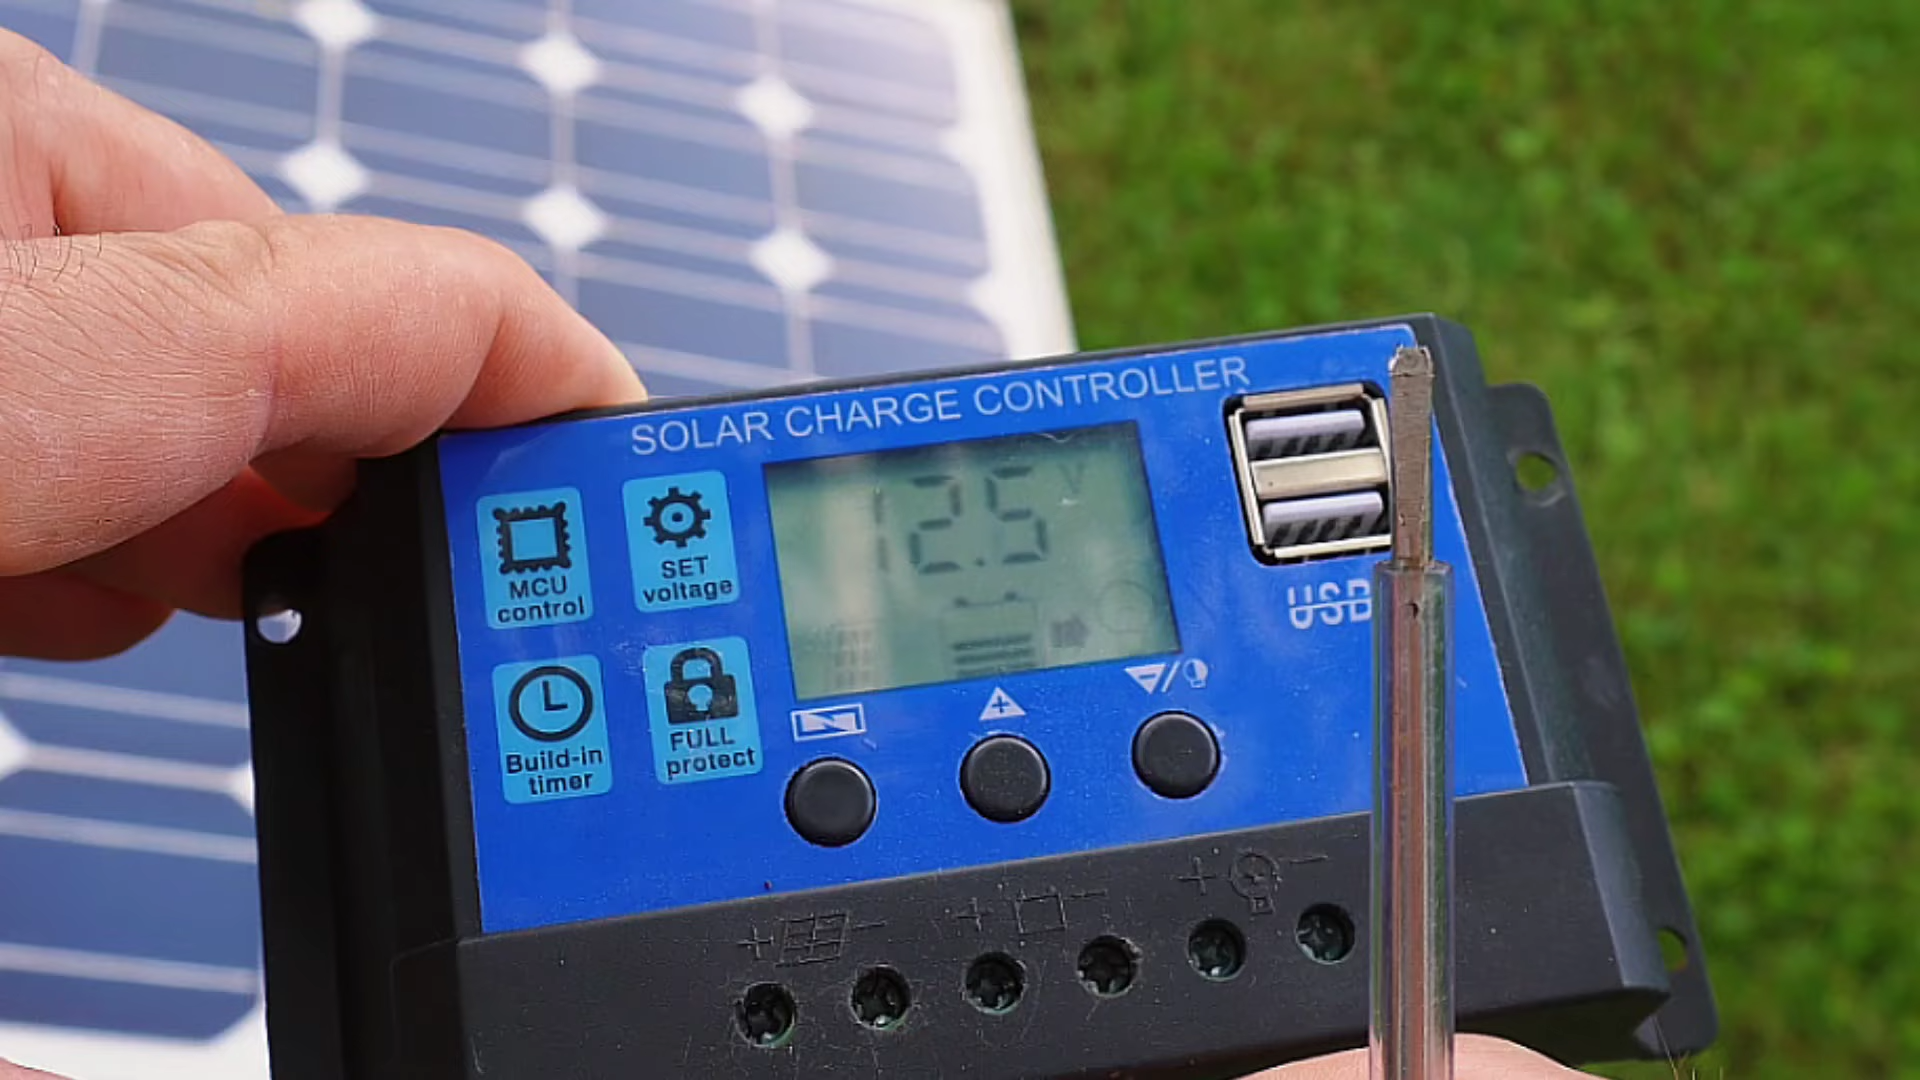 SOLAR CHARGE CONTROLLER
12.5 V
MCU
control
SET
voltage
USB
Build-in
timer
FULL
protect